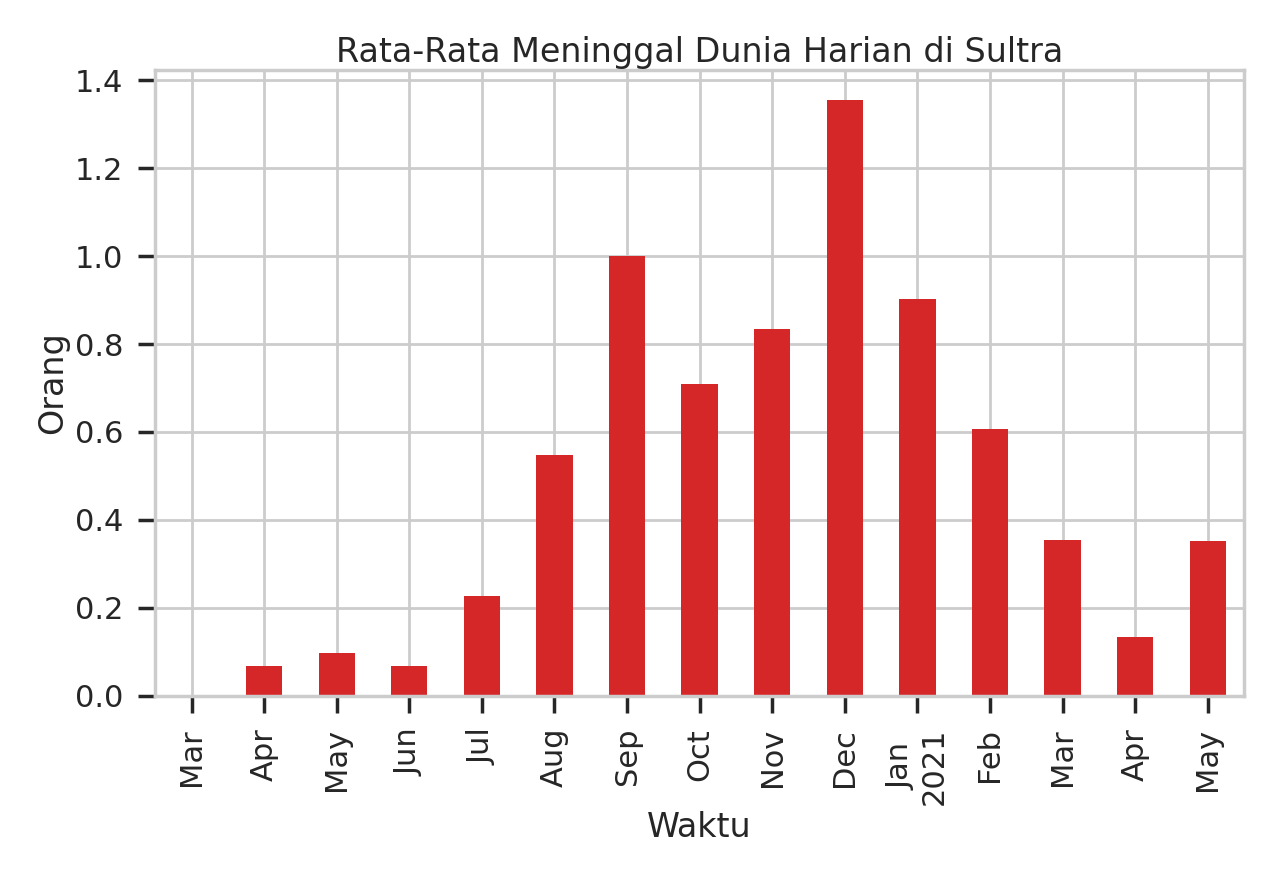 Rata-Rata Meninggal Dunia Harian di Sultra
1.4
1.2
1.0
0.8
0.6
0.4
0.2
0.0
Orang
Mar
Apr
May
Jun
Jul
Aug
Sep
Oct
Nov
Dec
Jan
2021
Feb
Mar
Apr
May
Waktu